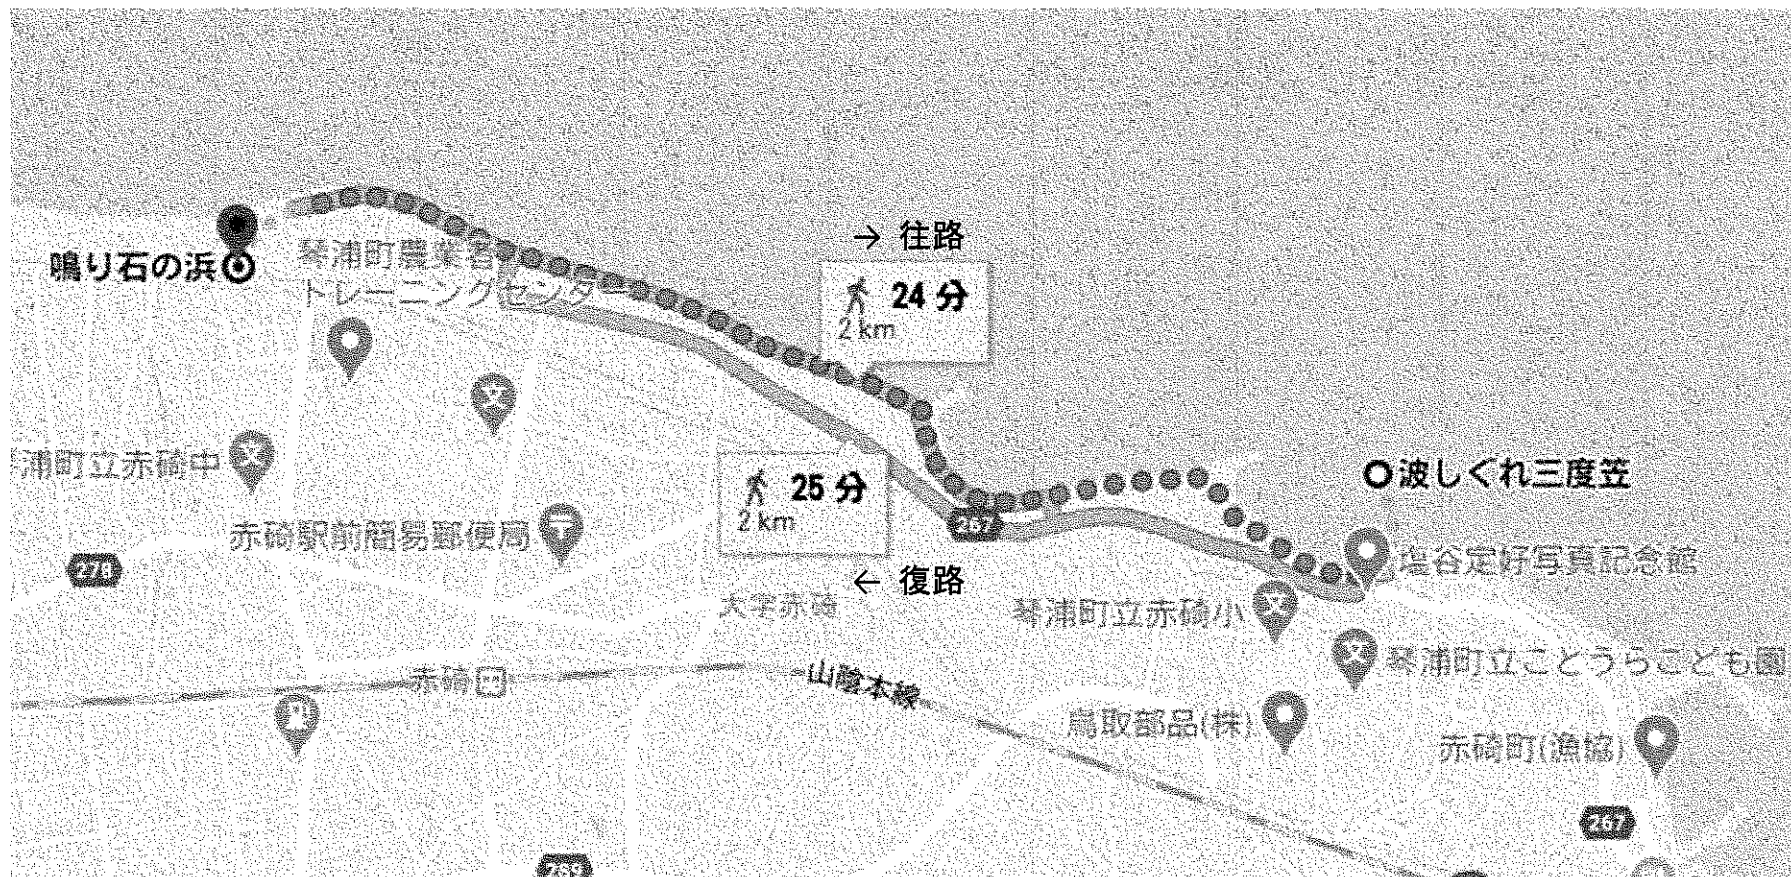 → 往路
24 分
2 km
鳴り石の浜
琴浦町農業者
トレーニングセンター
文
25 分
2 km
波しぐれ三度笠
浦町立赤碕中
文
267
赤碕駅前簡易郵便局
塩谷定好写真記念館
278
← 復路
大字赤碕
琴浦町立赤碕小
文
琴浦町立ことうらこども園
文
赤碕
山陰本線
鳥取部品(株)
赤碕町(漁協)
267